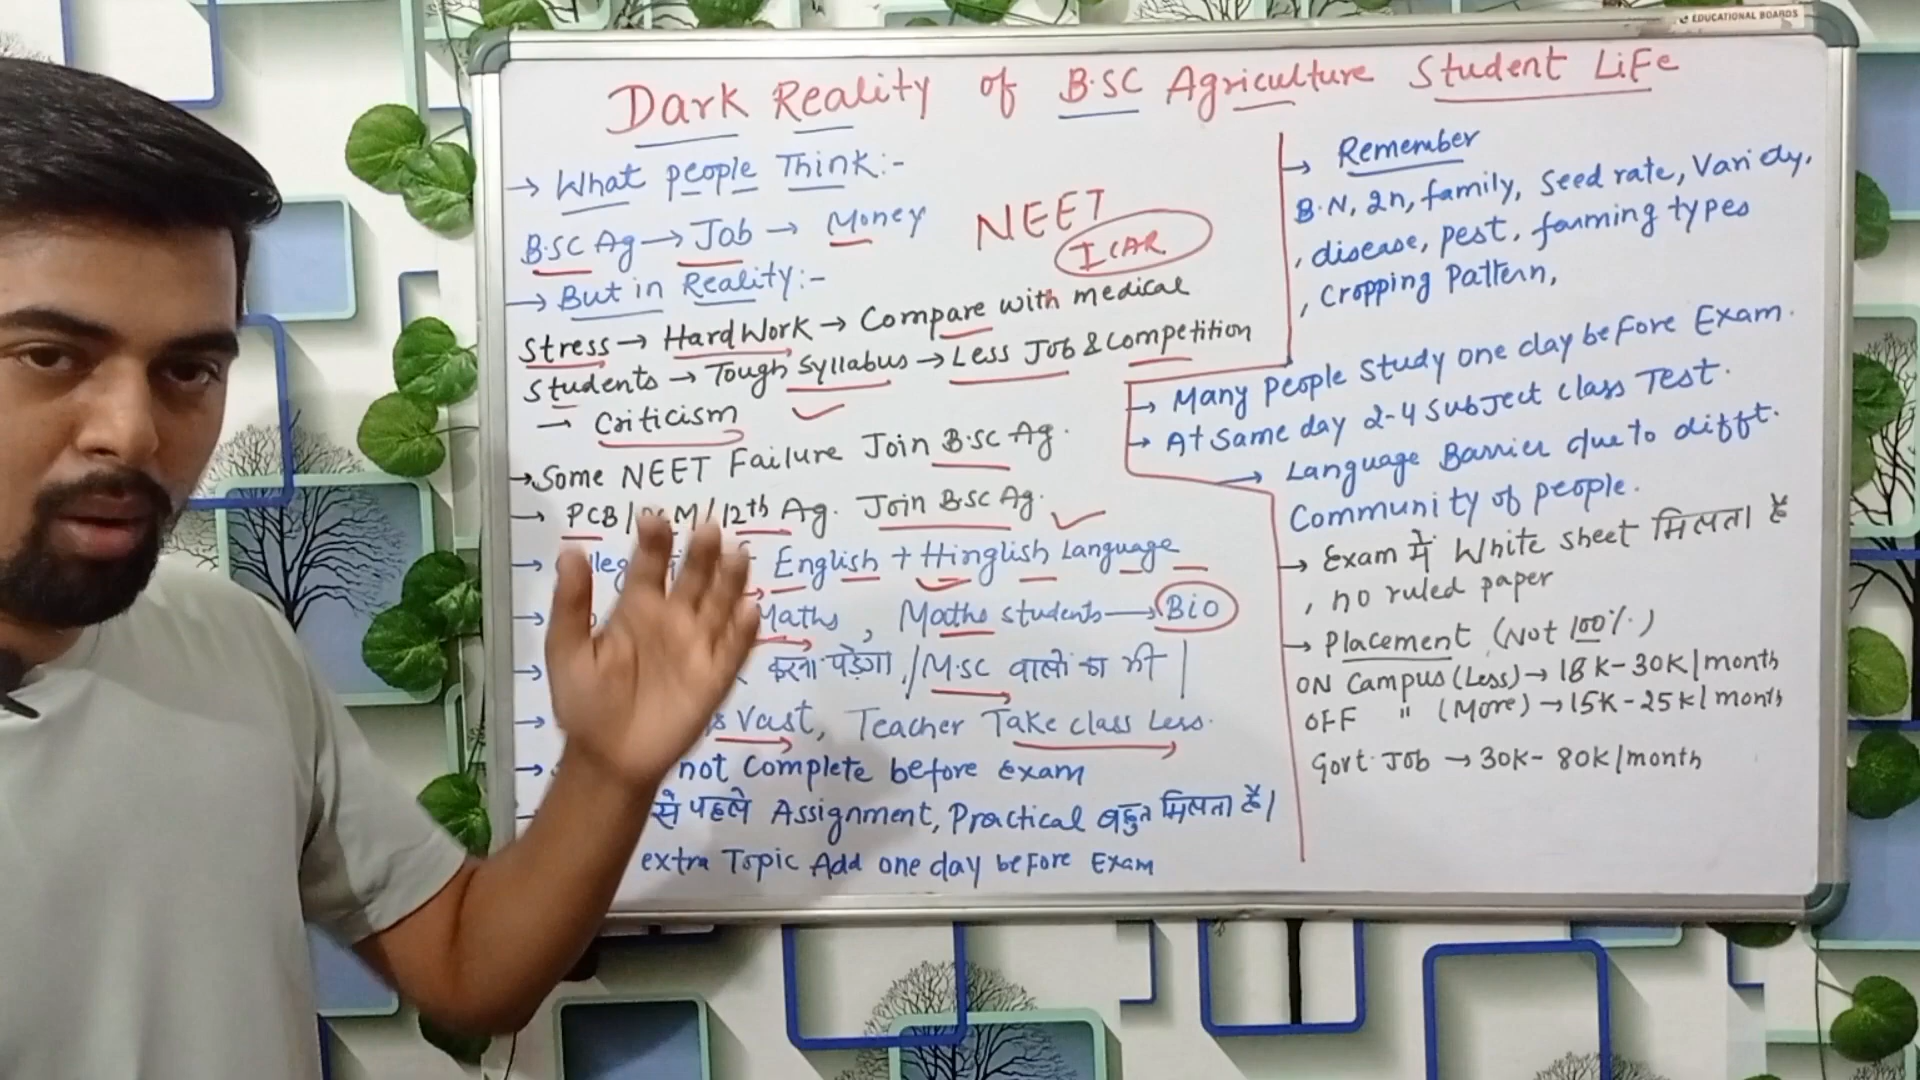 EDUCATIONAL BOARDS
Dark Reality of B.SC Agriculture Student LiFe
→ What people Think:-
B.SC Ag → Job → Money
NEET
ICAR
→ But in Reality:-
Stress → HardWork → Compare with medical
Students → Tough Syllabus → Less Job & Competition
→ Criticism
→ Some NEET Failure Join B.SC Ag.
→ PCB / M / 12th Ag. Join B.SC Ag.
→ English + Hinglish Language
→ Maths, Maths students → Bio
→ करना पड़ेगा, / M.SC वालो का भी |
→ Vast, Teacher Take class Less.
→ not Complete before exam
से पहले Assignment, Practical बहुत मिलता है |
extra Topic Add one day beFore Exam
→ Remember
B.N, 2n, family, Seed rate, Variety,
, disease, pest, farming types
, Cropping Pattern,
→ Many People Study one day beFore Exam.
→ At Same day 2-4 Subject Class Test.
→ Language Barrier due to difft.
Community of people.
→ Exam में White sheet मिलता है
, no ruled paper
→ Placement (Not 100%)
ON Campus (Less) → 18K-30K/month
OFF " (More) → 15K-25K/month
Govt. Job → 30K-80K/month